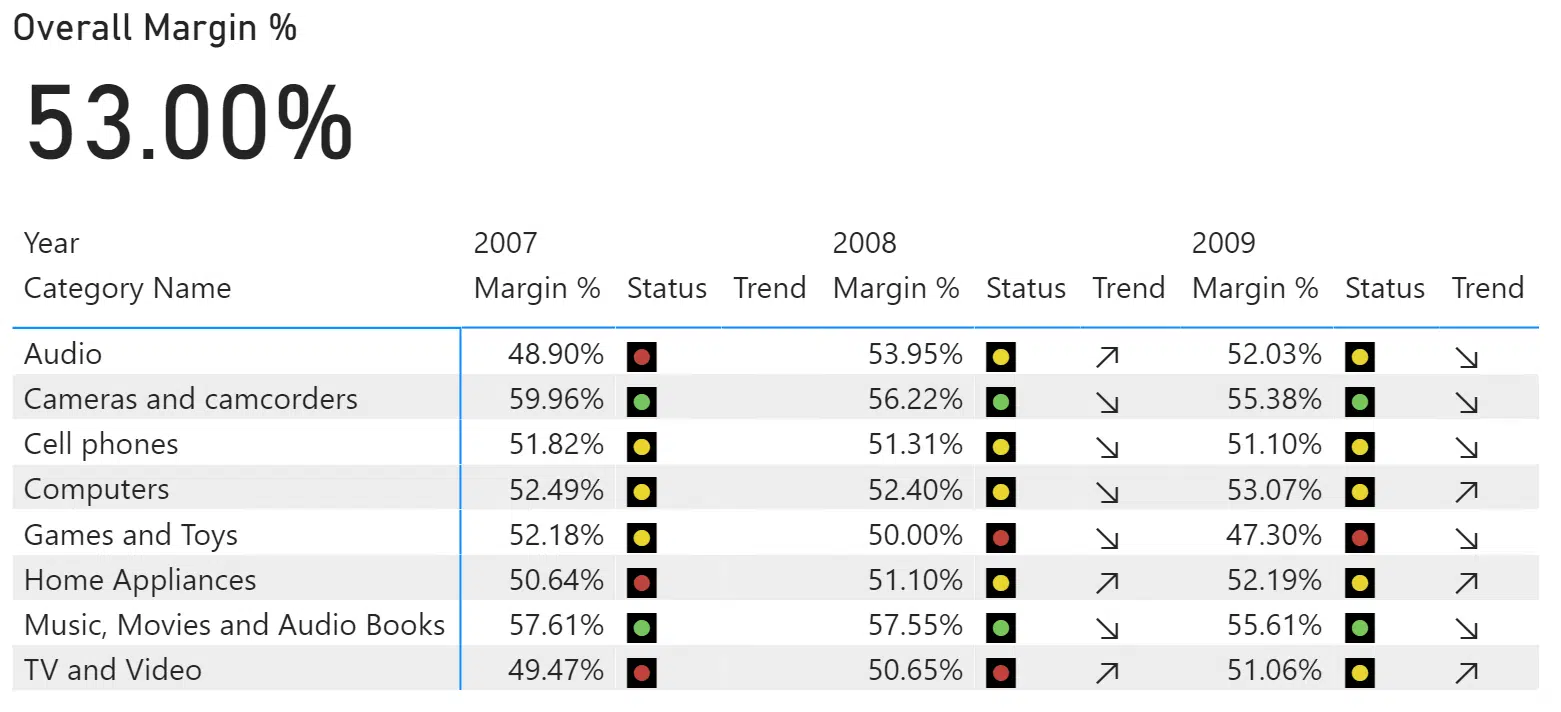 Overall Margin %
53.00%
Year 2007 2008 2009
Category Name Margin % Status Trend Margin % Status Trend Margin % Status Trend
Audio 48.90% 53.95% 52.03%
Cameras and camcorders 59.96% 56.22% 55.38%
Cell phones 51.82% 51.31% 51.10%
Computers 52.49% 52.40% 53.07%
Games and Toys 52.18% 50.00% 47.30%
Home Appliances 50.64% 51.10% 52.19%
Music, Movies and Audio Books 57.61% 57.55% 55.61%
TV and Video 49.47% 50.65% 51.06%